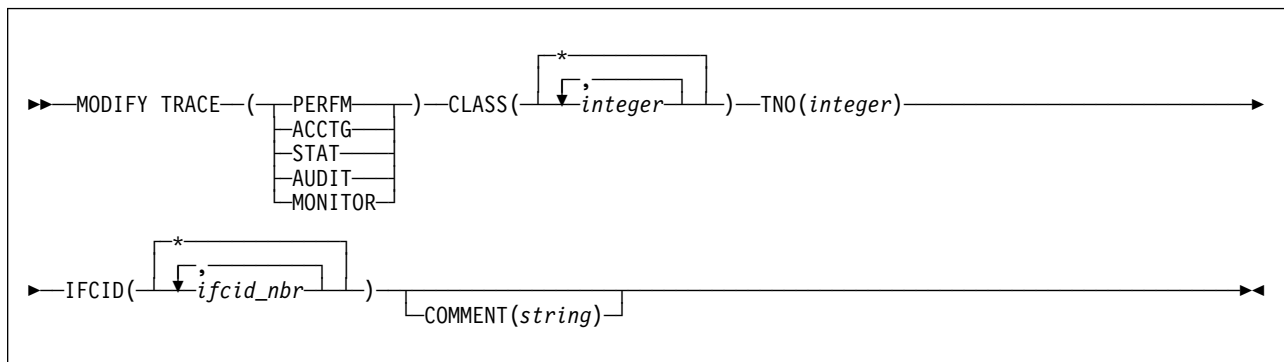 *
,
MODIFY TRACE ( PERFM ) CLASS( integer ) TNO(integer)
ACCTG
STAT
AUDIT
MONITOR
*
,
IFCID( ifcid_nbr )
COMMENT(string)